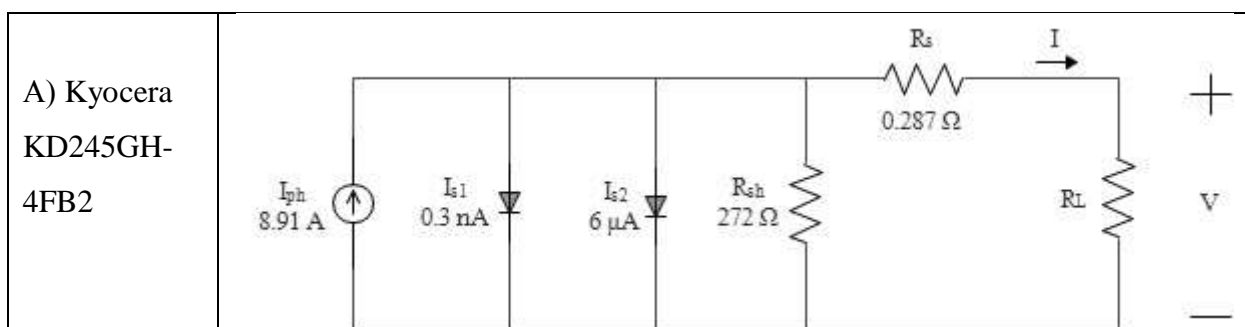 A) Kyocera
KD245GH-
4FB2
Rs
I
0.287 Ω
Iph
8.91 A
Is1
0.3 nA
Is2
6 μA
Rsh
272 Ω
RL
+
V
—